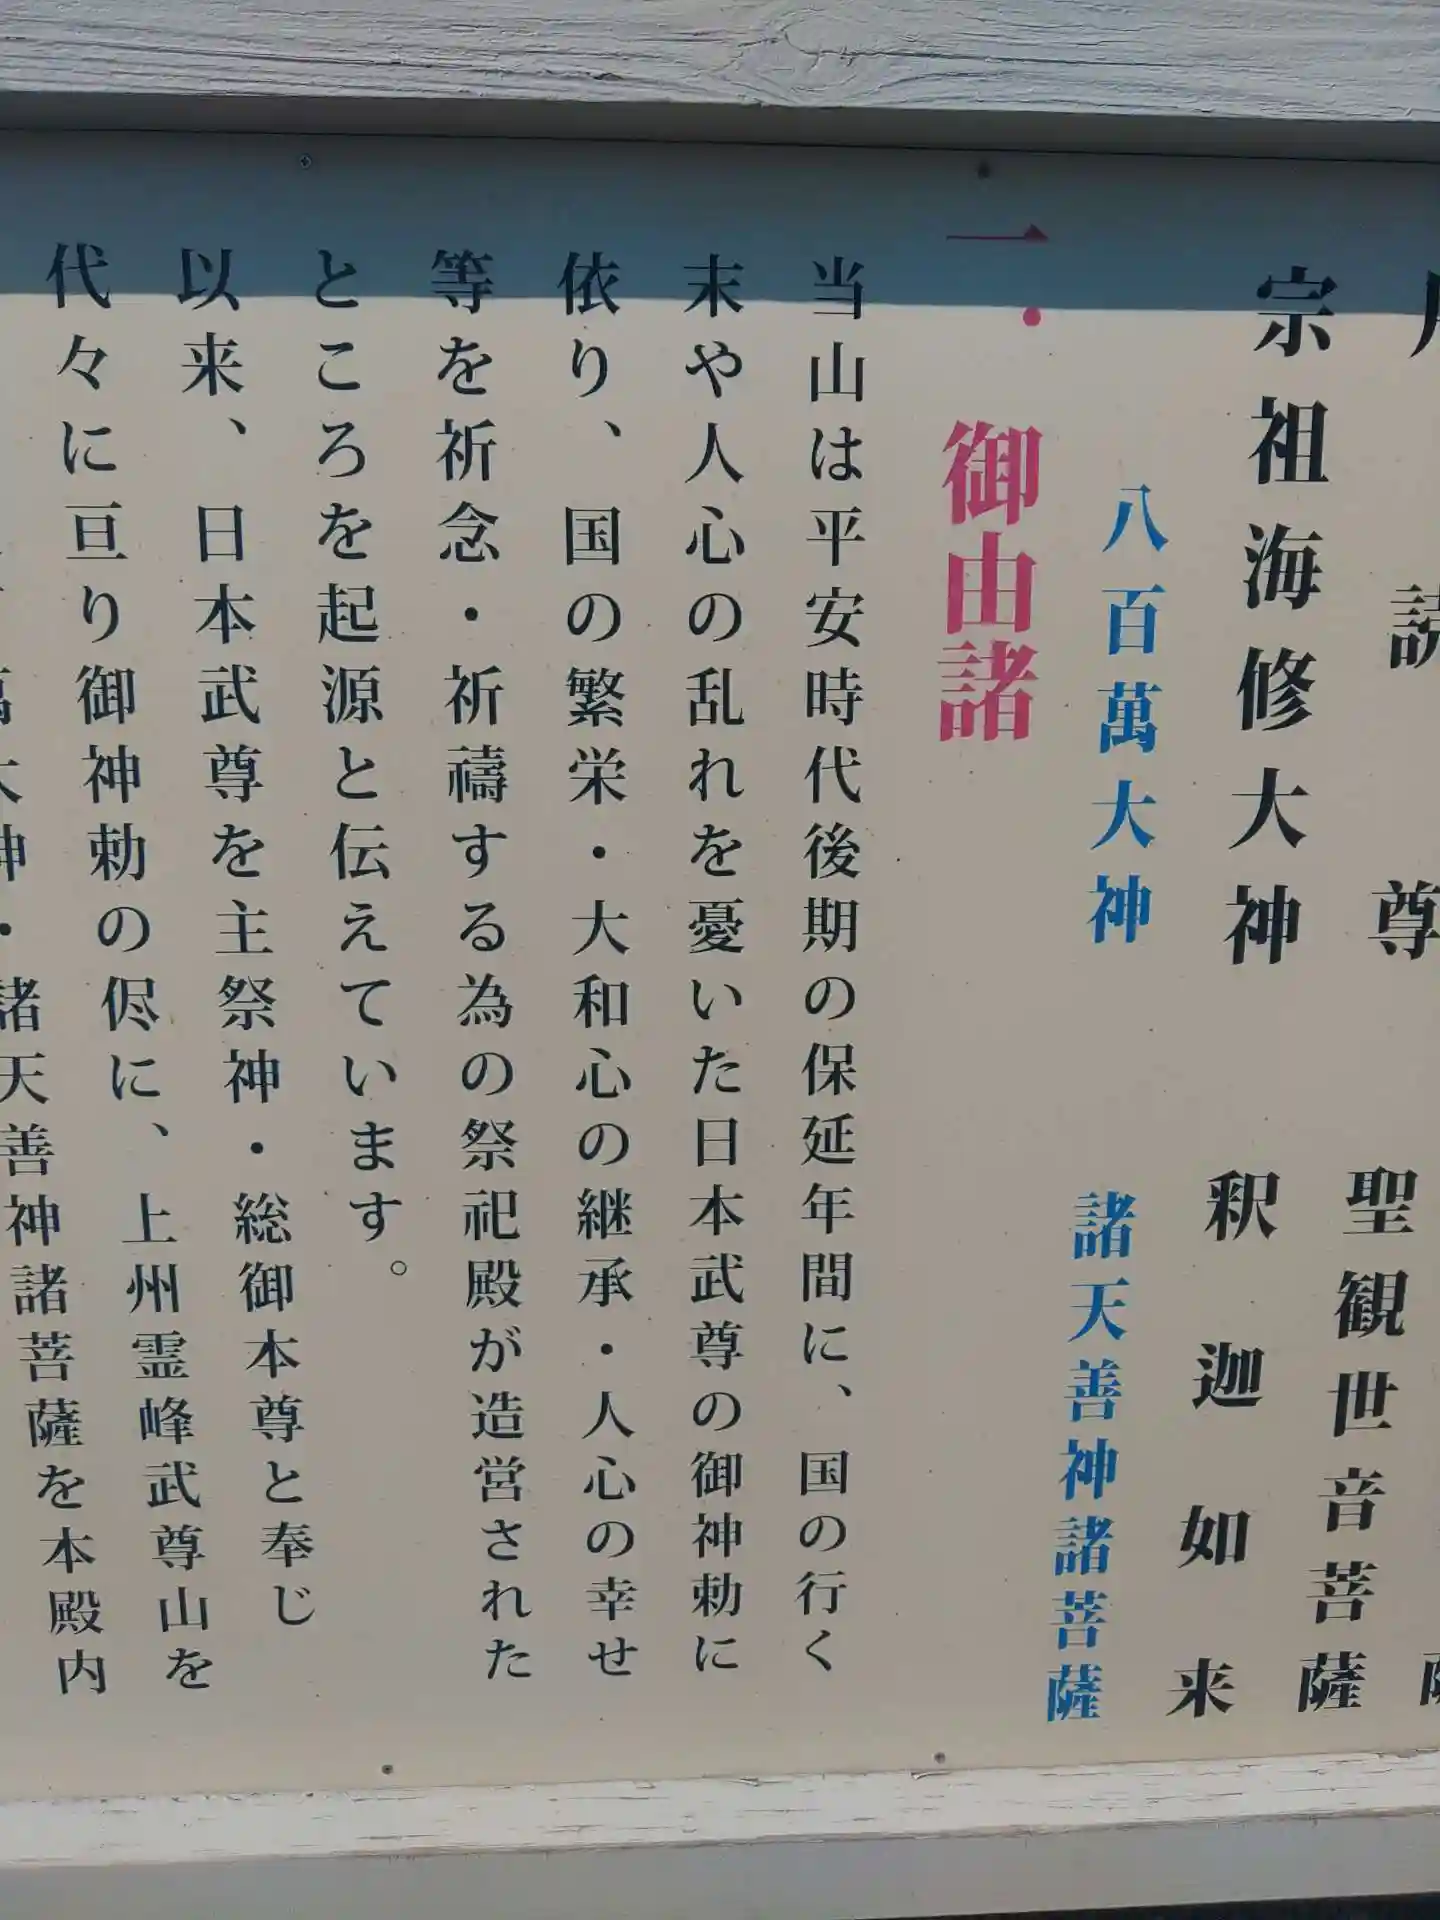 尊 聖観世音菩薩
宗祖海修大神 釈迦如来
八百萬大神 諸天善神諸菩薩
一・御由諸
当山は平安時代後期の保延年間に、国の行く
末や人心の乱れを憂いた日本武尊の御神勅に
依り、国の繁栄・大和心の継承・人心の幸せ
等を祈念・祈禱する為の祭祀殿が造営された
ところを起源と伝えています。
以来、日本武尊を主祭神・総御本尊と奉じ
代々に亘り御神勅の侭に、上州霊峰武尊山を
大神・諸天善神諸菩薩を本殿内